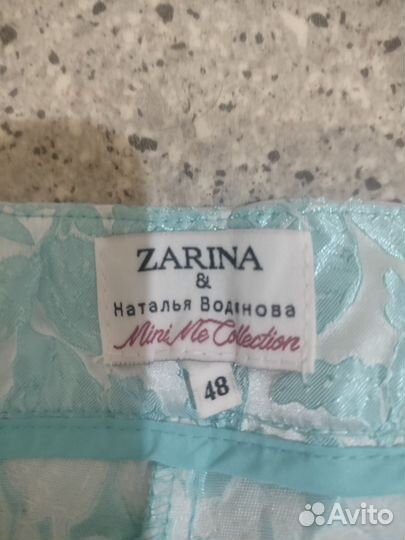 ZARINA
&
Наталья Водянова
Mini Me Collection
48
Avito